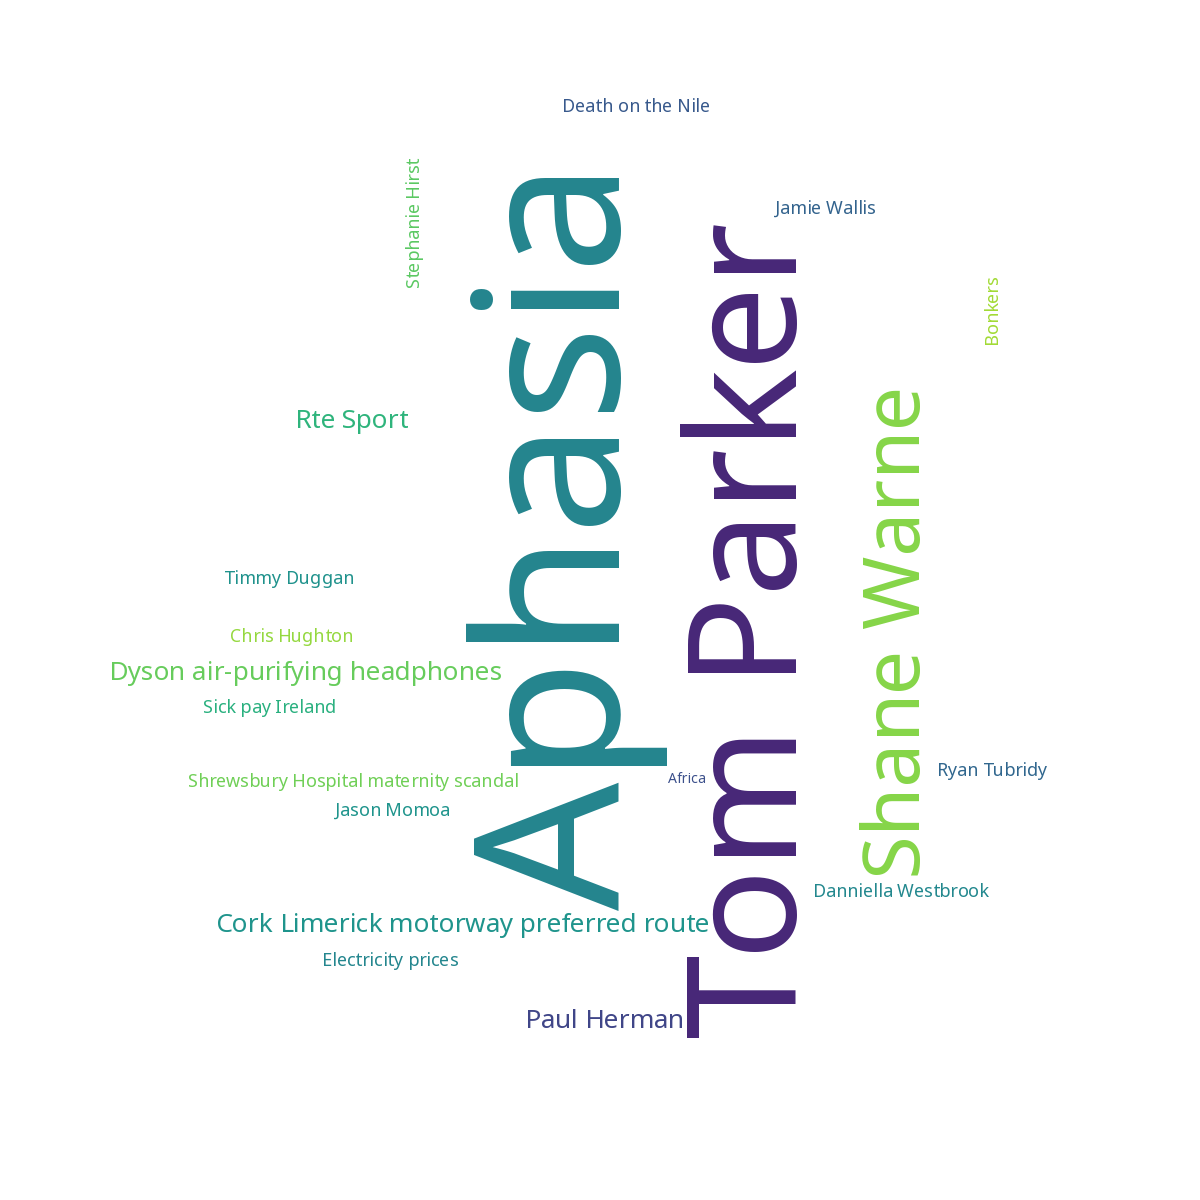 Death on the Nile
Stephanie Hirst
Aphasia
Jamie Wallis
Tom Parker
Bonkers
Shane Warne
Rte Sport
Timmy Duggan
Chris Hughton
Dyson air-purifying headphones
Sick pay Ireland
Shrewsbury Hospital maternity scandal
Africa
Ryan Tubridy
Jason Momoa
Danniella Westbrook
Cork Limerick motorway preferred route
Electricity prices
Paul Herman